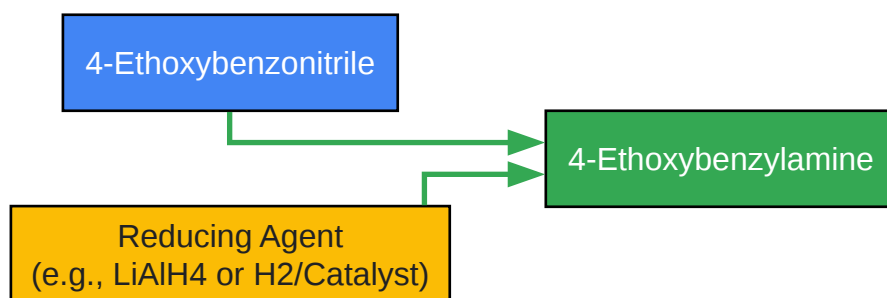 4-Ethoxybenzonitrile
4-Ethoxybenzylamine
Reducing Agent
(e.g., LiAlH4 or H2/Catalyst)